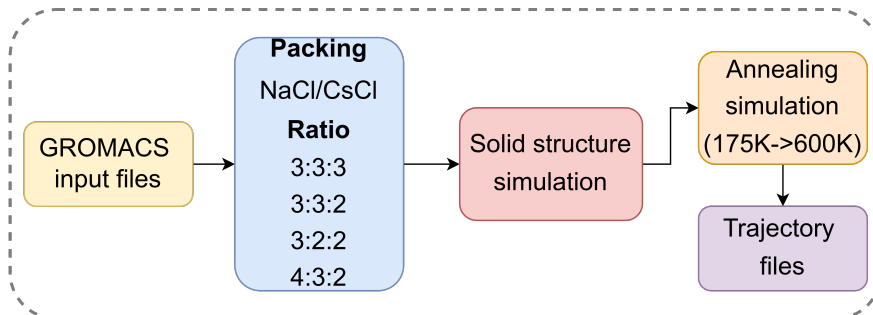 GROMACS
input files
Packing
NaCl/CsCl
Ratio
3:3:3
3:3:2
3:2:2
4:3:2
Solid structure
simulation
Annealing
simulation
(175K->600K)
Trajectory
files